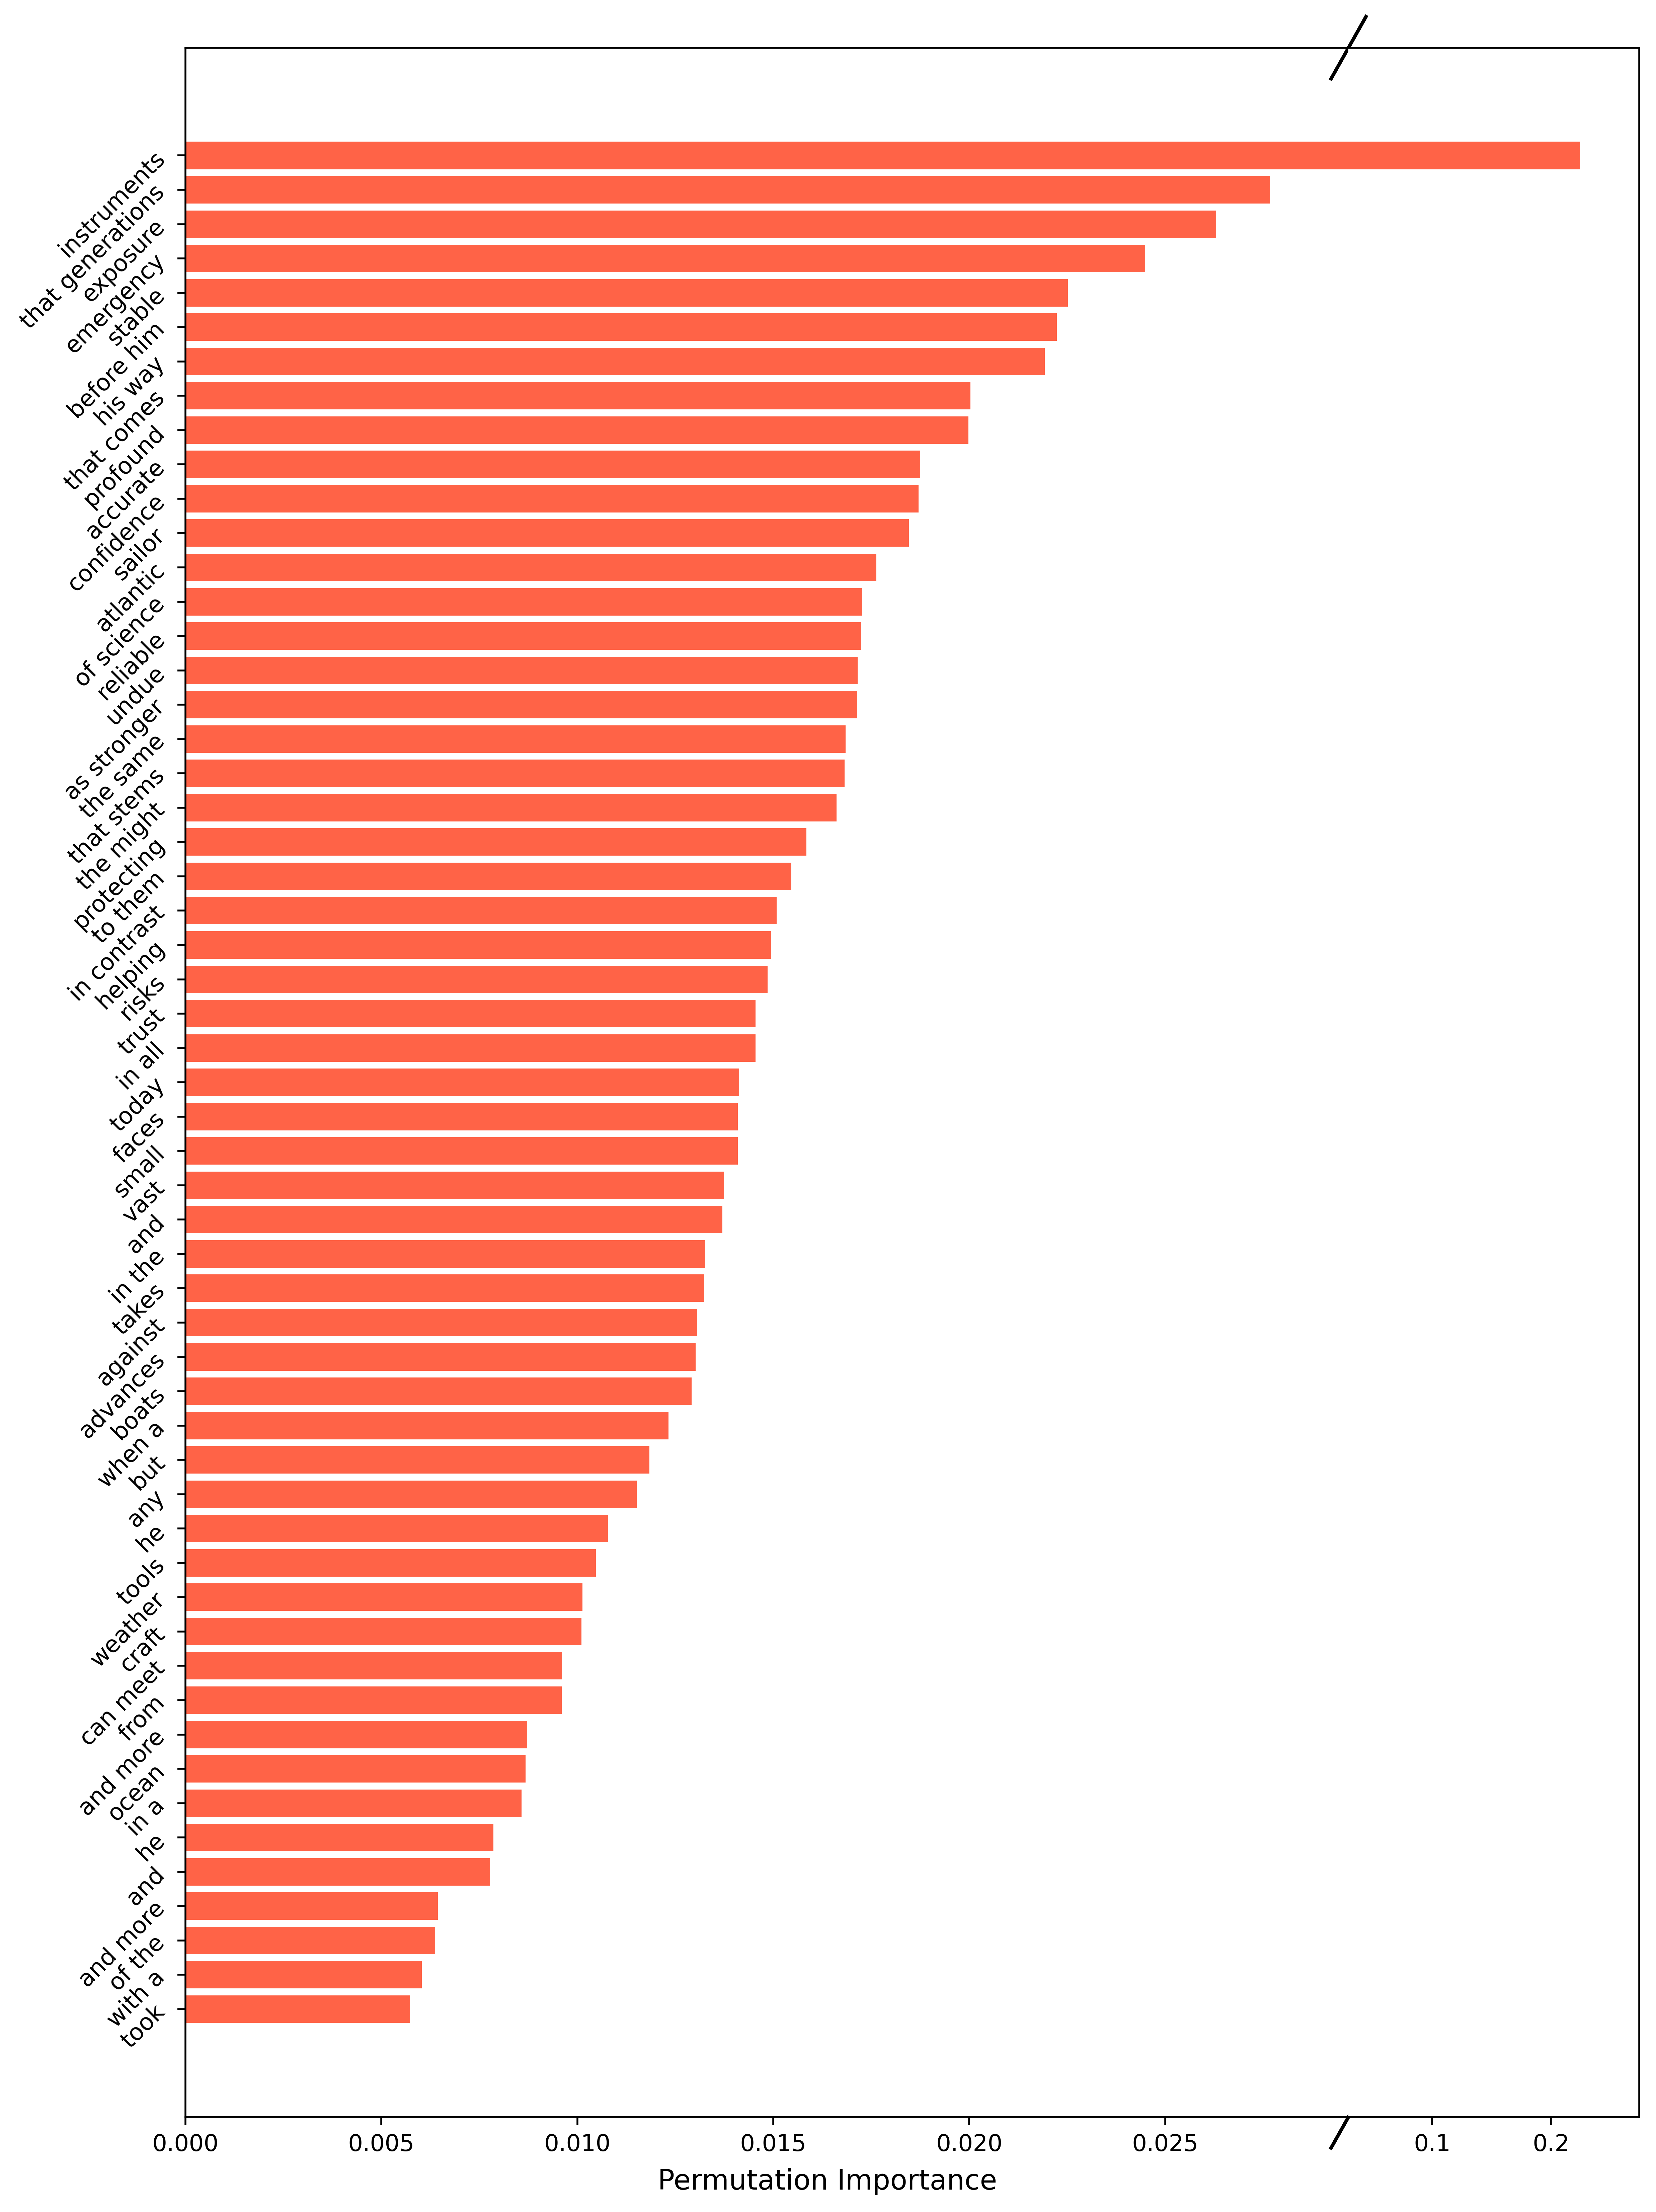 instruments
that generations
exposure
emergency
stable
before him
his way
that comes
profound
accurate
confidence
sailor
atlantic
of science
reliable
undue
as stronger
the same
that stems
the might
protecting
to them
in contrast
helping
risks
trust
in all
today
faces
small
vast
and
in the
takes
against
advances
boats
when a
but
any
he
tools
weather
craft
can meet
from
and more
ocean
in a
he
and
and more
of the
with a
took
0.000 0.005 0.010 0.015 0.020 0.025 0.1 0.2
Permutation Importance